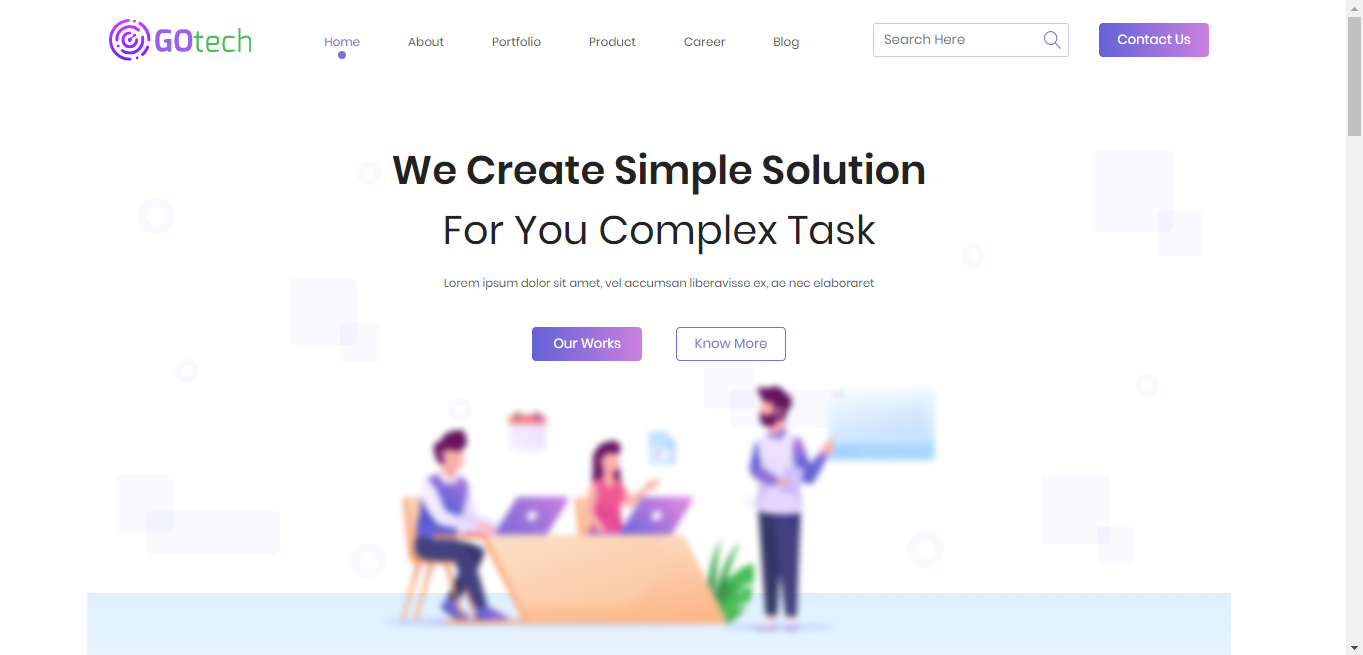 GOtech
Home About Portfolio Product Career Blog Search Here Contact Us
We Create Simple Solution
For You Complex Task
Lorem ipsum dolor sit amet, vel accumsan liberavisse ex, ae nec elaboraret
Our Works Know More